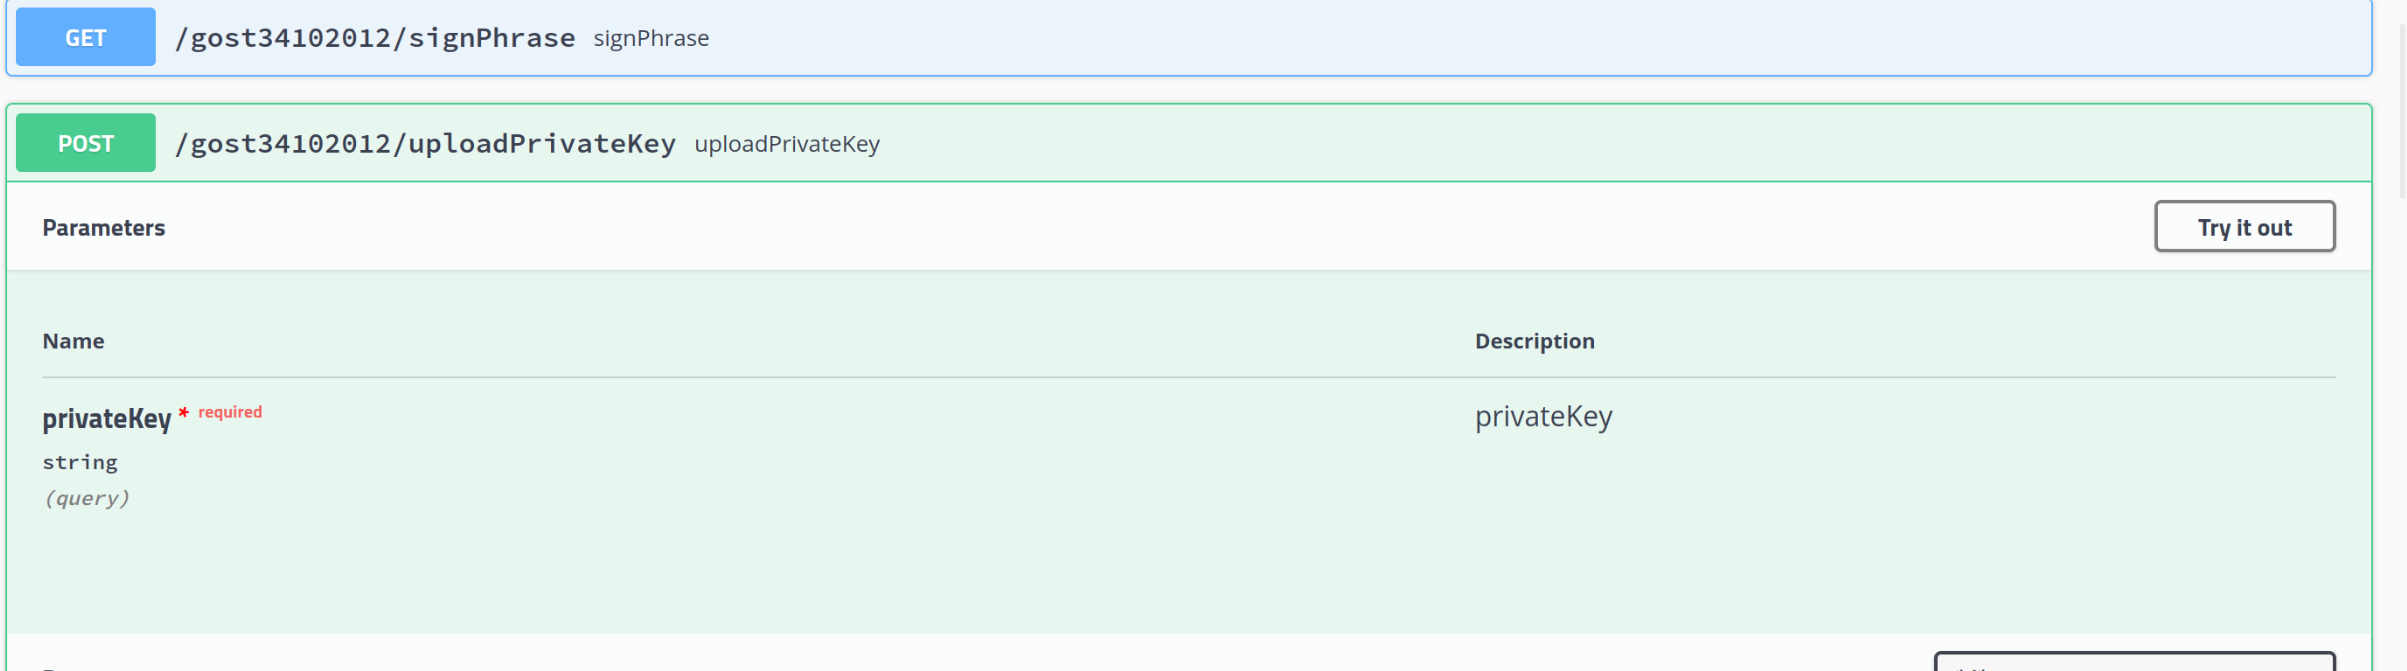 GET /gost34102012/signPhrase signPhrase
POST /gost34102012/uploadPrivateKey uploadPrivateKey
Parameters Try it out
Name Description
privateKey * required privateKey
string
(query)